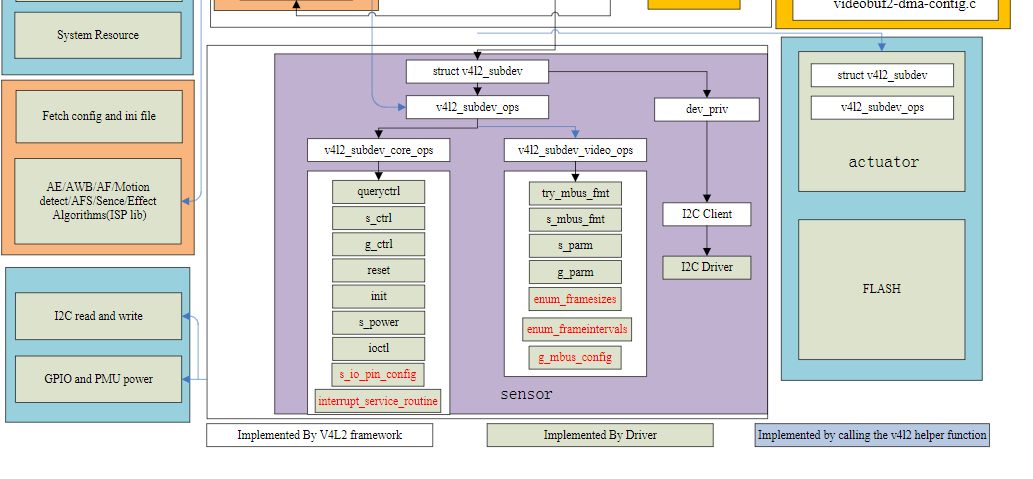 videobuf2-dma-contig.c
System Resource
Fetch config and ini file
AE/AWB/AF/Motion
detect/AFS/Sence/Effect
Algorithms(ISP lib)
I2C read and write
GPIO and PMU power
struct v4l2_subdev
v4l2_subdev_ops
v4l2_subdev_core_ops
queryctrl
s_ctrl
g_ctrl
reset
init
s_power
ioctl
s_io_pin_config
interrupt_service_routine
v4l2_subdev_video_ops
try_mbus_fmt
s_mbus_fmt
s_parm
g_parm
enum_framesizes
enum_frameintervals
g_mbus_config
dev_priv
I2C Client
I2C Driver
sensor
struct v4l2_subdev
v4l2_subdev_ops
actuator
FLASH
Implemented By V4L2 framework
Implemented By Driver
Implemented by calling the v4l2 helper function